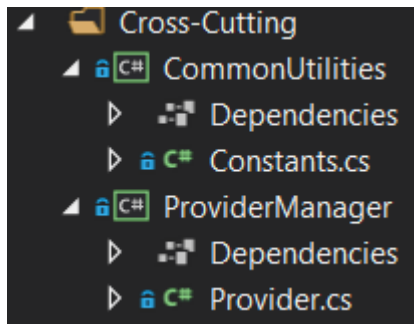 Cross-Cutting
C# CommonUtilities
Dependencies
C# Constants.cs
C# ProviderManager
Dependencies
C# Provider.cs